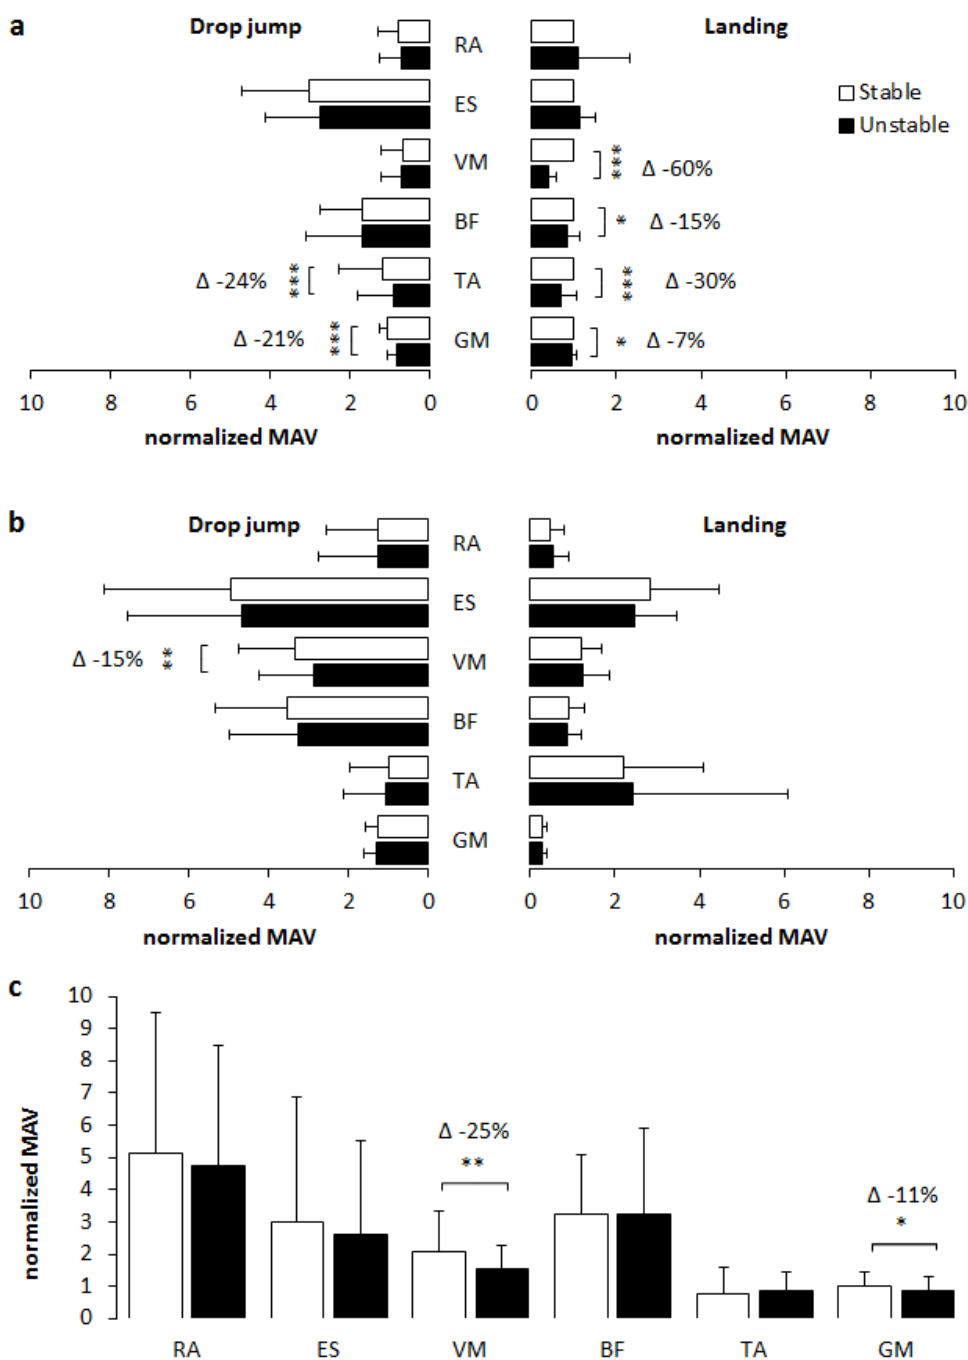 a
Drop jump
Landing
RA
ES
VM
BF
TA
GM
Stable
Unstable
*** Δ -60%
* Δ -15%
Δ -24% ***
*** Δ -30%
Δ -21% ***
* Δ -7%
10 8 6 4 2 0
0 2 4 6 8 10
normalized MAV
normalized MAV
b
Drop jump
Landing
RA
ES
VM
BF
TA
GM
Δ -15% **
10 8 6 4 2 0
0 2 4 6 8 10
normalized MAV
normalized MAV
c
normalized MAV
10
9
8
7
6
5
4
3
2
1
0
Δ -25%
**
Δ -11%
*
RA ES VM BF TA GM